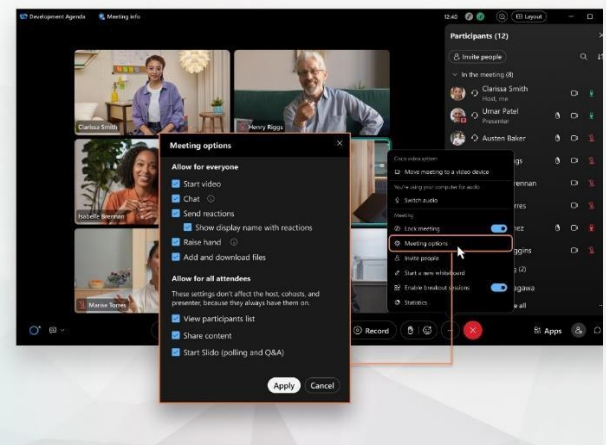 Development Agenda
Meeting info
12:40
Layout
Participants (12)
Invite people
In the meeting (8)
Clarissa Smith
Host, me
Umar Patel
Presenter
Austen Baker
Clarissa Smith
Henry Riggs
Isabelle Brennan
Marise Torres
Meeting options
Allow for everyone
Start video
Chat
Send reactions
Show display name with reactions
Raise hand
Add and download files
Allow for all attendees
These settings don't affect the host, cohosts, and
presenter, because they always have them on.
View participants list
Share content
Start Slido (polling and Q&A)
Apply
Cancel
Move meeting to a video device
You're using your computer for audio
Switch audio
Meeting
Lock meeting
Meeting options
Invite people
Start a new whiteboard
Enable breakout sessions
Statistics
Record
Apps